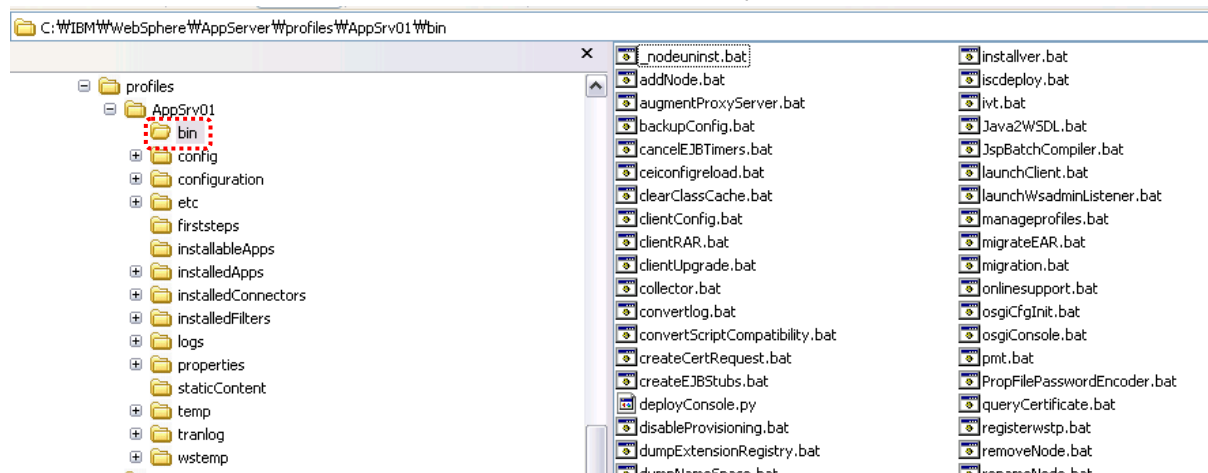 C:₩IBM₩WebSphere₩AppServer₩profiles₩AppSrv01₩bin
profiles
AppSrv01
bin
config
configuration
etc
firststeps
installableApps
installedApps
installedConnectors
installedFilters
logs
properties
staticContent
temp
tranlog
wstemp
_nodeuninst.bat
addNode.bat
augmentProxyServer.bat
backupConfig.bat
cancelEJBTimers.bat
ceiconfigreload.bat
clearClassCache.bat
clientConfig.bat
clientRAR.bat
clientUpgrade.bat
collector.bat
convertlog.bat
convertScriptCompatibility.bat
createCertRequest.bat
createEJBStubs.bat
deployConsole.py
disableProvisioning.bat
dumpExtensionRegistry.bat
dumpNameSpace.bat
installver.bat
iscdeploy.bat
ivt.bat
Java2WSDL.bat
JspBatchCompiler.bat
launchClient.bat
launchWsadminListener.bat
manageprofiles.bat
migrateEAR.bat
migration.bat
onlinesupport.bat
osgiCfgInit.bat
osgiConsole.bat
pmt.bat
PropFilePasswordEncoder.bat
queryCertificate.bat
registerwstp.bat
removeNode.bat
renameNode.bat